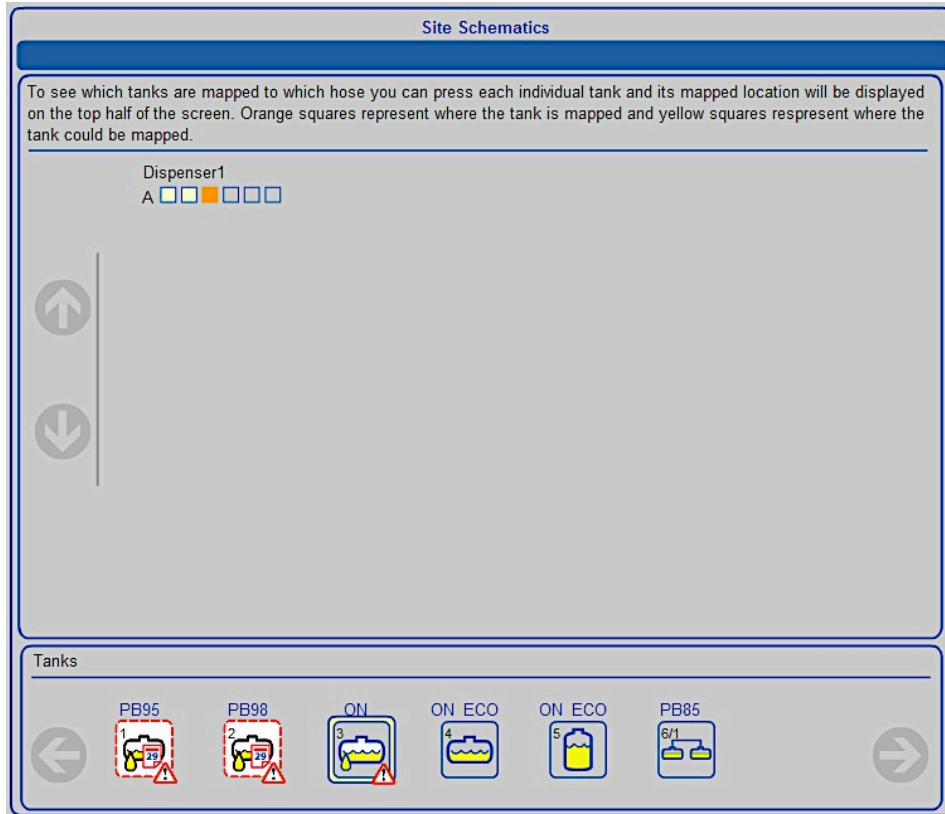 Site Schematics
To see which tanks are mapped to which hose you can press each individual tank and its mapped location will be displayed
on the top half of the screen. Orange squares represent where the tank is mapped and yellow squares respresent where the
tank could be mapped.
Dispenser1
A
Tanks
PB95 PB98 ON ON ECO ON ECO PB85
1 2 3 4 5 6/1
29 29